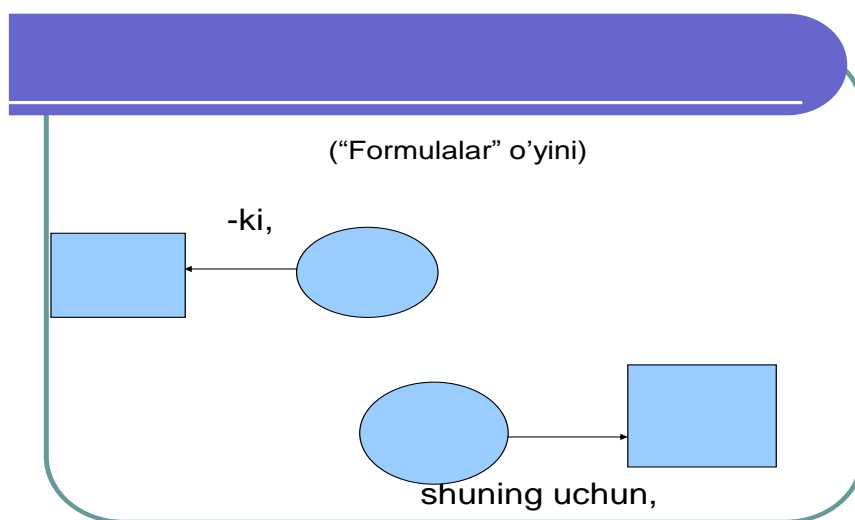 (“Formulalar” o’yini)
-ki,
shuning uchun,